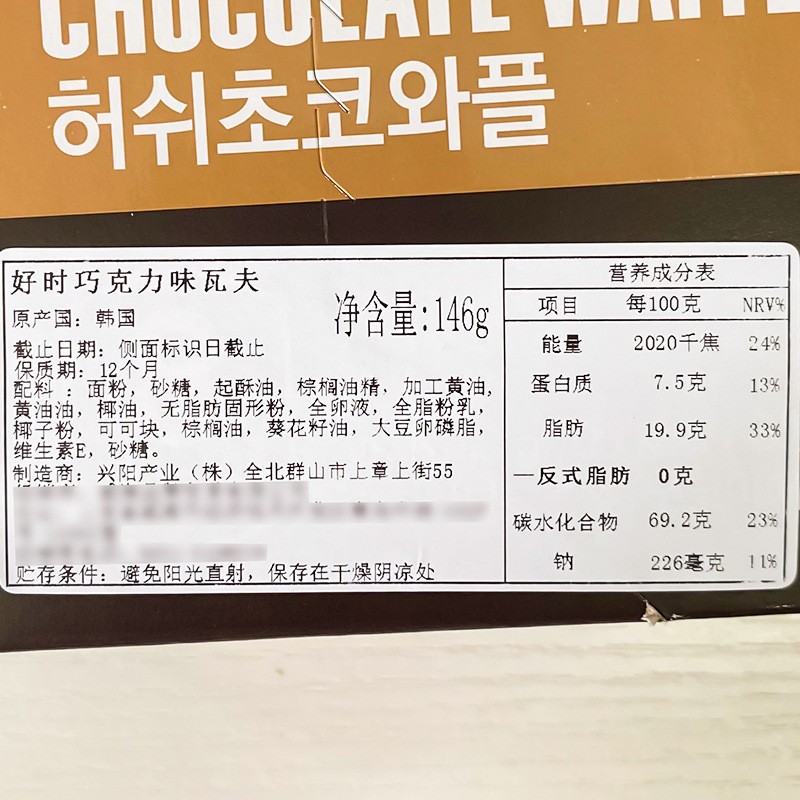 CHOCOLATE WAFFL
허쉬초코와플
好时巧克力味瓦夫
原产国：韩国
净含量:146g
截止日期：侧面标识日截止
保质期：12个月
配料：面粉，砂糖，起酥油，棕榈油精，加工黄油，
黄油油，椰油，无脂肪固形粉，全卵液，全脂粉乳，
椰子粉，可可块，棕榈油，葵花籽油，大豆卵磷脂，
维生素E，砂糖。
制造商：兴阳产业（株）全北群山市上章上街55
贮存条件：避免阳光直射，保存在干燥阴凉处
营养成分表
项目 每100克 NRV%
能量 2020千焦 24%
蛋白质 7.5克 13%
脂肪 19.9克 33%
—反式脂肪 0克
碳水化合物 69.2克 23%
钠 226毫克 11%